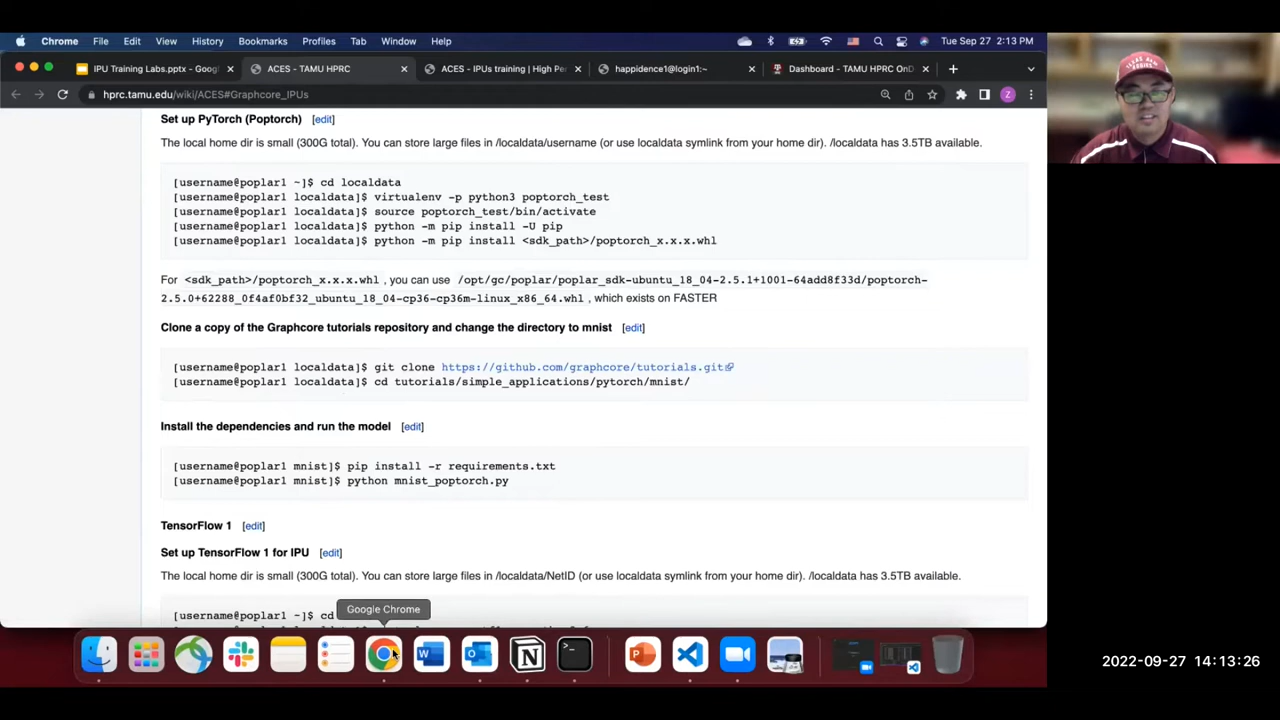 Chrome File Edit View History Bookmarks Profiles Tab Window Help Tue Sep 27 2:13 PM
IPU Training Labs.pptx - Googl ACES - TAMU HPRC ACES - IPUs training | High Per happidence1@login1:~ Dashboard - TAMU HPRC OnD
hprc.tamu.edu/wiki/ACES#Graphcore_IPUs
Set up PyTorch (Poptorch) [edit]
The local home dir is small (300G total). You can store large files in /localdata/username (or use localdata symlink from your home dir). /localdata has 3.5TB available.
[username@poplar1 ~]$ cd localdata
[username@poplar1 localdata]$ virtualenv -p python3 poptorch_test
[username@poplar1 localdata]$ source poptorch_test/bin/activate
[username@poplar1 localdata]$ python -m pip install -U pip
[username@poplar1 localdata]$ python -m pip install <sdk_path>/poptorch_x.x.x.whl
For <sdk_path>/poptorch_x.x.x.whl , you can use /opt/gc/poplar/poplar_sdk-ubuntu_18_04-2.5.1+1001-64add8f33d/poptorch-
2.5.0+62288_0f4af0bf32_ubuntu_18_04-cp36-cp36m-linux_x86_64.whl , which exists on FASTER
Clone a copy of the Graphcore tutorials repository and change the directory to mnist [edit]
[username@poplar1 localdata]$ git clone https://github.com/graphcore/tutorials.git
[username@poplar1 localdata]$ cd tutorials/simple_applications/pytorch/mnist/
Install the dependencies and run the model [edit]
[username@poplar1 mnist]$ pip install -r requirements.txt
[username@poplar1 mnist]$ python mnist_poptorch.py
TensorFlow 1 [edit]
Set up TensorFlow 1 for IPU [edit]
The local home dir is small (300G total). You can store large files in /localdata/NetID (or use localdata symlink from your home dir). /localdata has 3.5TB available.
[username@poplar1 ~]$ cd
Google Chrome
2022-09-27 14:13:26